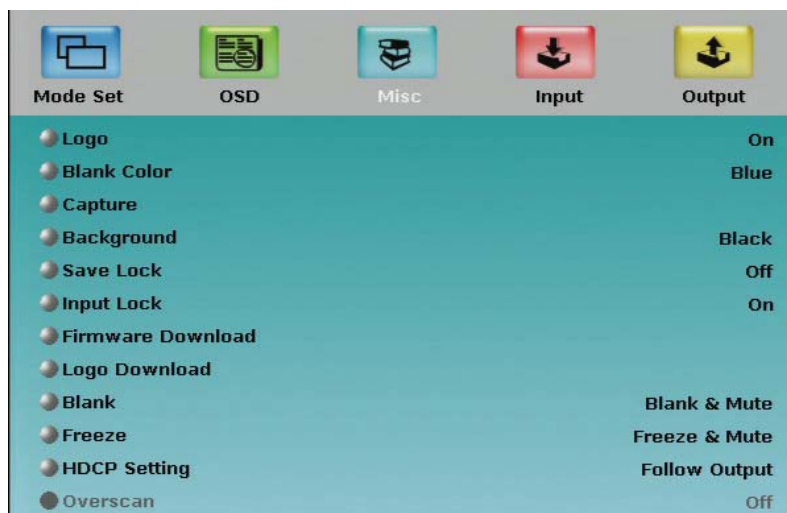 Mode Set OSD Misc Input Output
Logo On
Blank Color Blue
Capture
Background Black
Save Lock Off
Input Lock On
Firmware Download
Logo Download
Blank Blank & Mute
Freeze Freeze & Mute
HDCP Setting Follow Output
Overscan Off